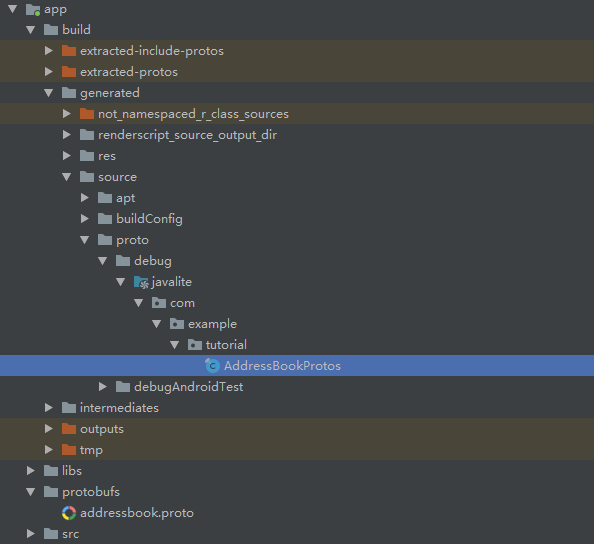 app
build
extracted-include-protos
extracted-protos
generated
not_namespaced_r_class_sources
renderscript_source_output_dir
res
source
apt
buildConfig
proto
debug
javalite
com
example
tutorial
AddressBookProtos
debugAndroidTest
intermediates
outputs
tmp
libs
protobufs
addressbook.proto
src